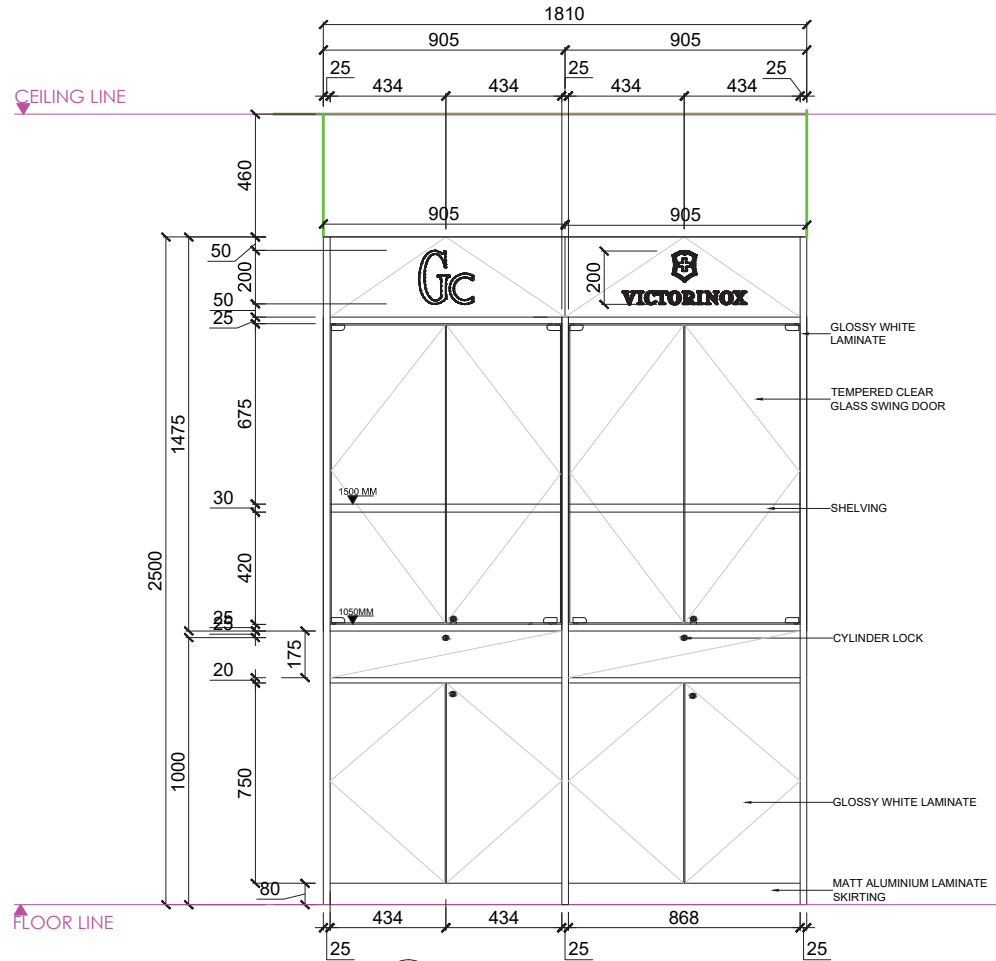 1810
905
905
25
25
25
434
434
434
434
CEILING LINE
460
905
905
50
200
50
25
Gc
200
VICTORINOX
GLOSSY WHITE
LAMINATE
TEMPERED CLEAR
GLASS SWING DOOR
675
1475
1500 MM
30
SHELVING
2500
420
1050MM
25
25
CYLINDER LOCK
175
20
1000
750
GLOSSY WHITE LAMINATE
80
MATT ALUMINIUM LAMINATE
SKIRTING
FLOOR LINE
434
434
868
25
25
25